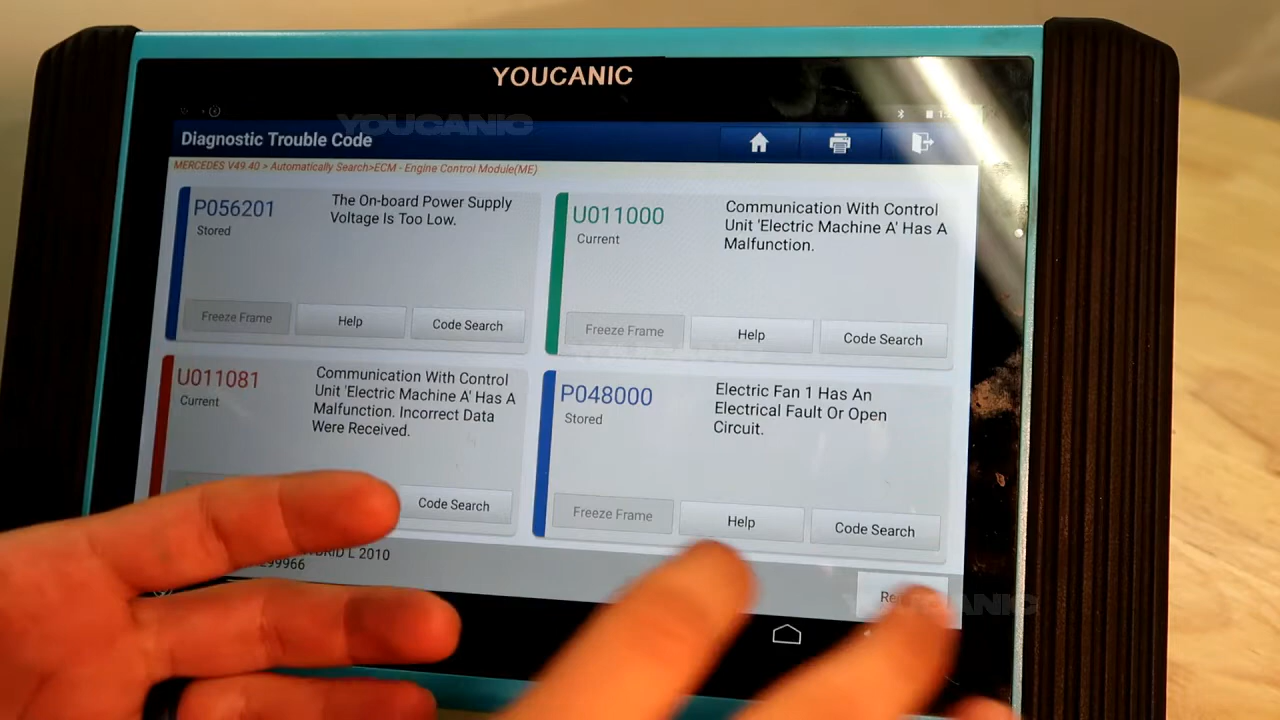 YOUCANIC
YOUCANIC
Diagnostic Trouble Code
MERCEDES V49.40 > Automatically Search>ECM - Engine Control Module(ME)
P056201
Stored
The On-board Power Supply
Voltage Is Too Low.
Freeze Frame
Help
Code Search
U011000
Current
Communication With Control
Unit 'Electric Machine A' Has A
Malfunction.
Freeze Frame
Help
Code Search
U011081
Current
Communication With Control
Unit 'Electric Machine A' Has A
Malfunction. Incorrect Data
Were Received.
Code Search
P048000
Stored
Electric Fan 1 Has An
Electrical Fault Or Open
Circuit.
Freeze Frame
Help
Code Search
L 2010
99966